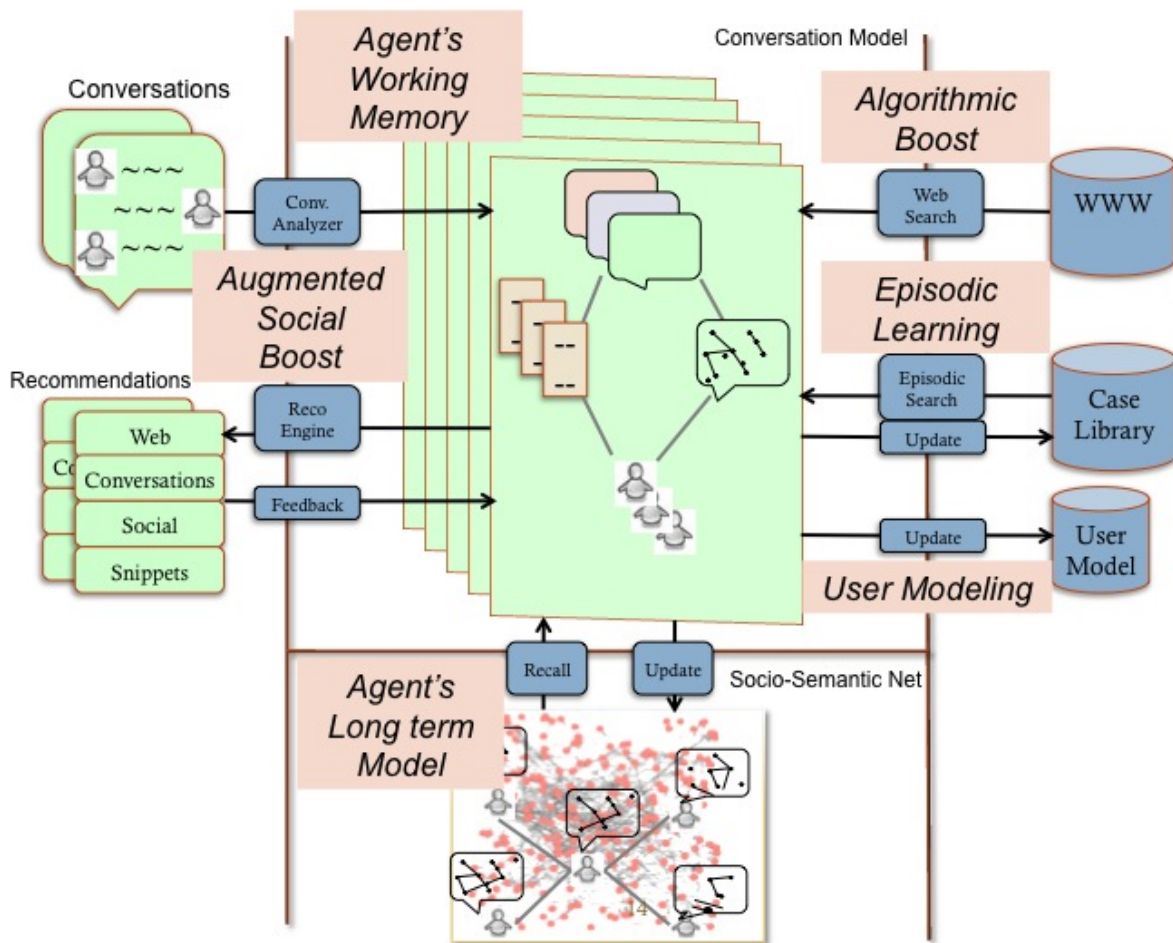 Conversations
~~~
~~~
~~~
Conv.
Analyzer
Agent's
Working
Memory
Conversation Model
Algorithmic
Boost
Web
Search
WWW
Augmented
Social
Boost
Episodic
Learning
Episodic
Search
Update
Case
Library
Recommendations
Reco
Engine
Web
Co
Conversations
Social
Snippets
Feedback
--
--
--
--
Update
User
Model
User Modeling
Recall
Update
Socio-Semantic Net
Agent's
Long term
Model
14